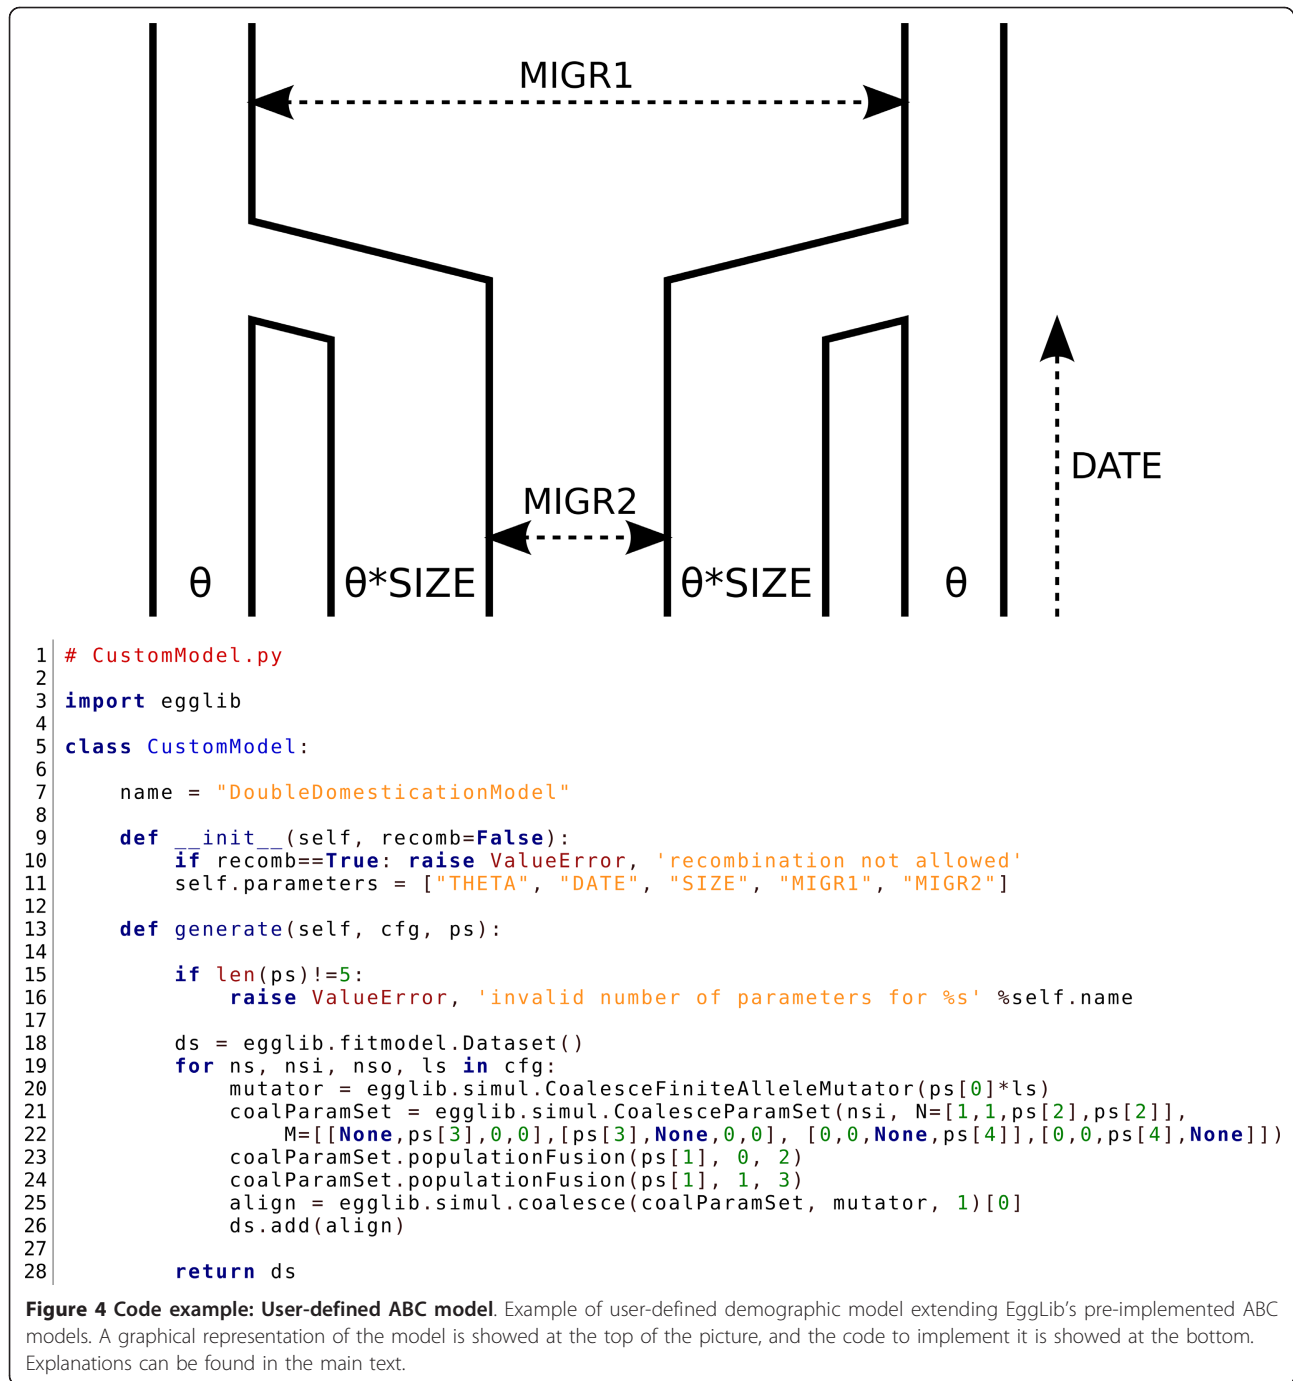 MIGR1
DATE
MIGR2
θ θ*SIZE θ*SIZE θ
1 # CustomModel.py
2
3 import egglib
4
5 class CustomModel:
6
7     name = "DoubleDomesticationModel"
8
9     def __init__(self, recomb=False):
10         if recomb==True: raise ValueError, 'recombination not allowed'
11         self.parameters = ["THETA", "DATE", "SIZE", "MIGR1", "MIGR2"]
12
13     def generate(self, cfg, ps):
14
15         if len(ps)!=5:
16             raise ValueError, 'invalid number of parameters for %s' %self.name
17
18         ds = egglib.fitmodel.Dataset()
19         for ns, nsi, nso, ls in cfg:
20             mutator = egglib.simul.CoalesceFiniteAlleleMutator(ps[0]*ls)
21             coalParamSet = egglib.simul.CoalesceParamSet(nsi, N=[1,1,ps[2],ps[2]],
22                 M=[[None,ps[3],0,0],[ps[3],None,0,0], [0,0,None,ps[4]],[0,0,ps[4],None]])
23             coalParamSet.populationFusion(ps[1], 0, 2)
24             coalParamSet.populationFusion(ps[1], 1, 3)
25             align = egglib.simul.coalesce(coalParamSet, mutator, 1)[0]
26             ds.add(align)
27
28         return ds
Figure 4 Code example: User-defined ABC model. Example of user-defined demographic model extending EggLib's pre-implemented ABC
models. A graphical representation of the model is showed at the top of the picture, and the code to implement it is showed at the bottom.
Explanations can be found in the main text.